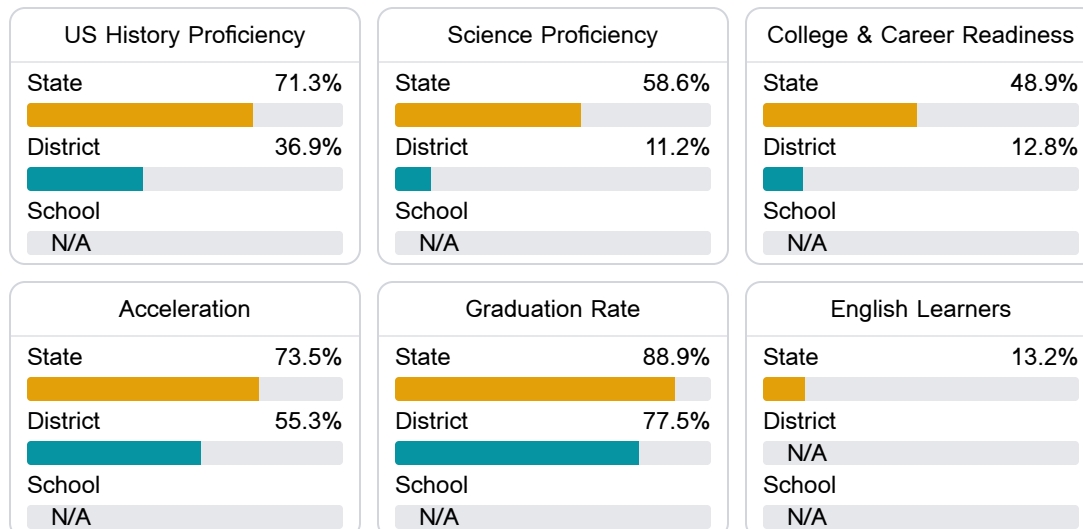 US History Proficiency
State 71.3%
District 36.9%
School
N/A
Science Proficiency
State 58.6%
District 11.2%
School
N/A
College & Career Readiness
State 48.9%
District 12.8%
School
N/A
Acceleration
State 73.5%
District 55.3%
School
N/A
Graduation Rate
State 88.9%
District 77.5%
School
N/A
English Learners
State 13.2%
District
N/A
School
N/A